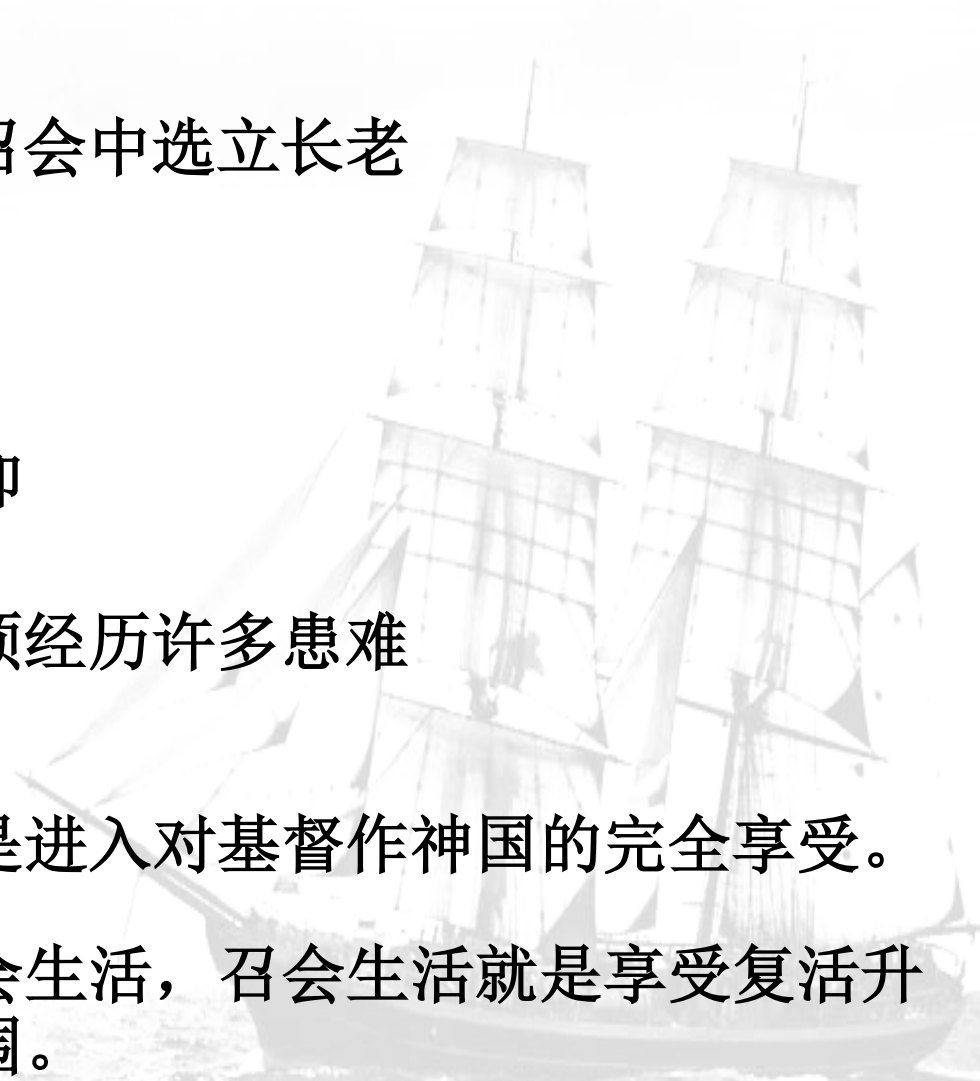 召会中选立长老
仰
须经历许多患难
是进入对基督作神国的完全享受。
会生活，召会生活就是享受复活升
围。